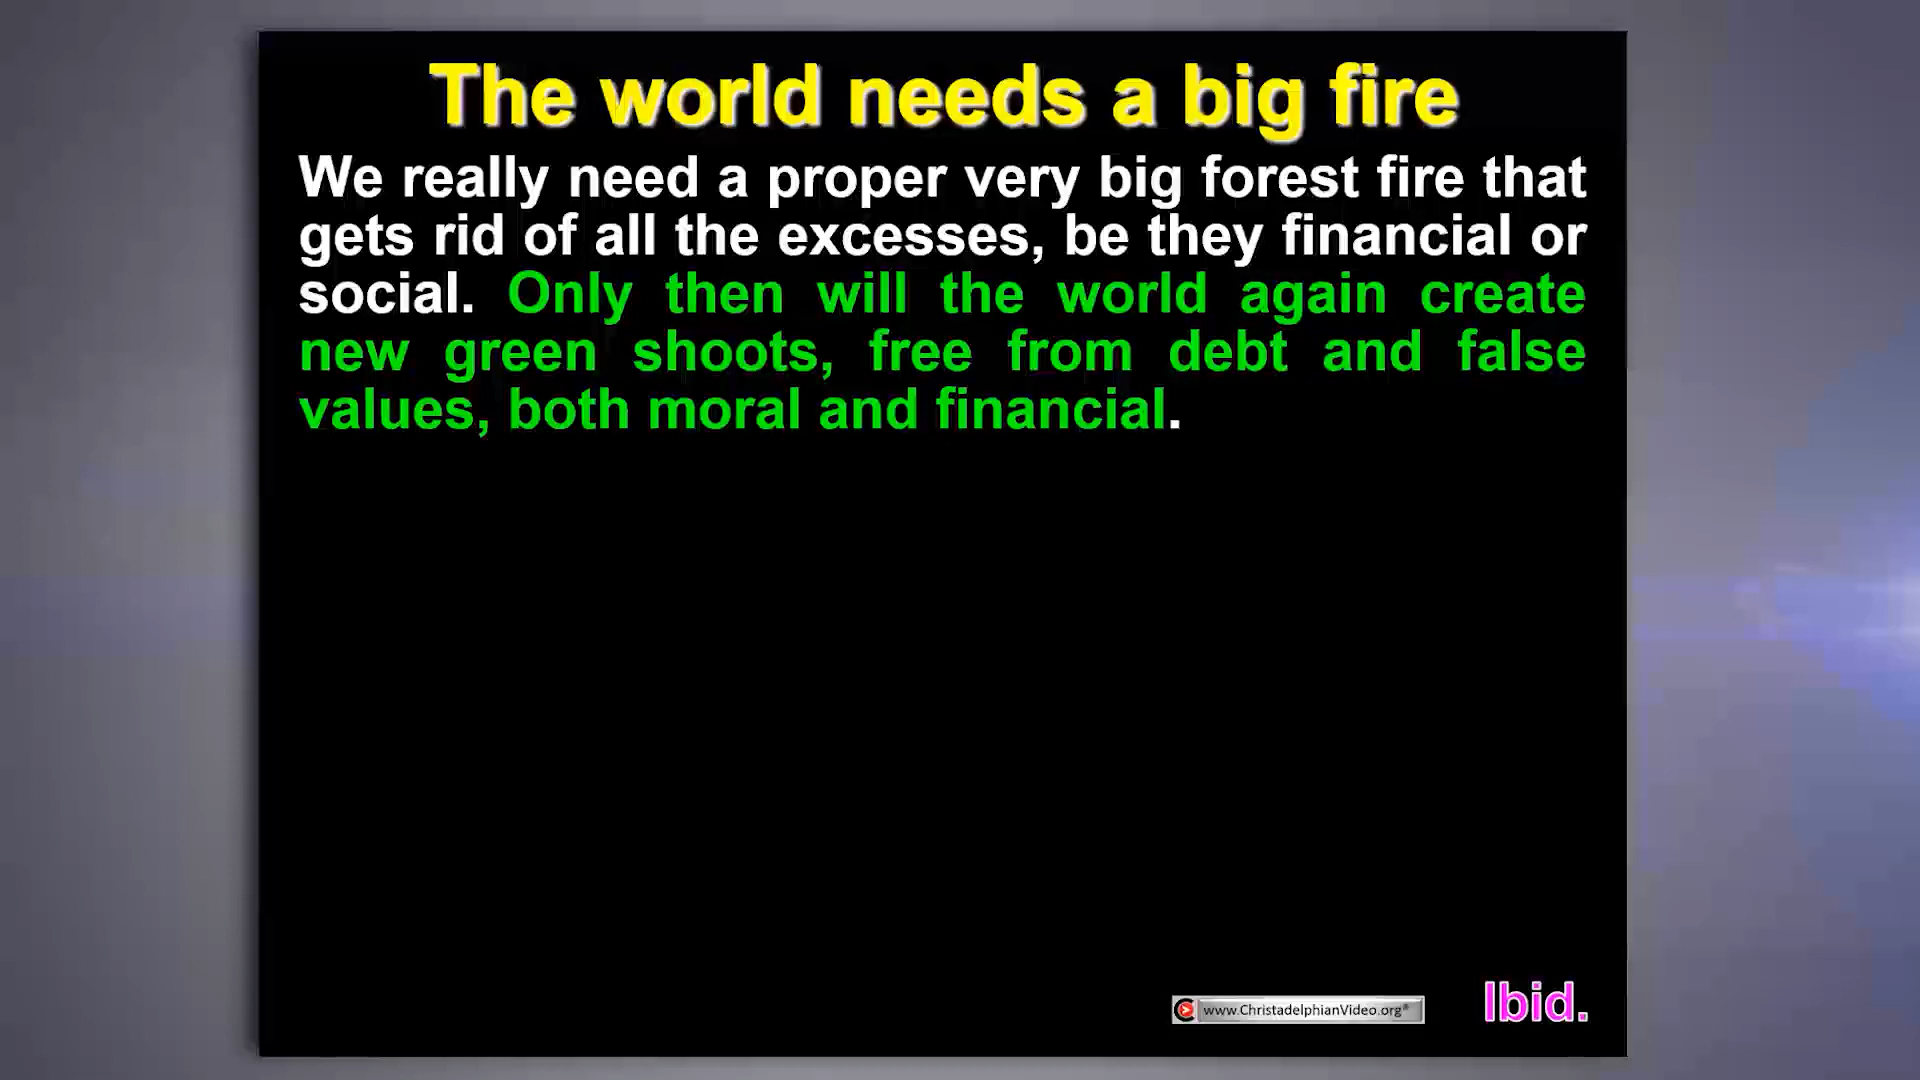 The world needs a big fire
We really need a proper very big forest fire that
gets rid of all the excesses, be they financial or
social. Only then will the world again create
new green shoots, free from debt and false
values, both moral and financial.
www.ChristadelphianVideo.org®
Ibid.